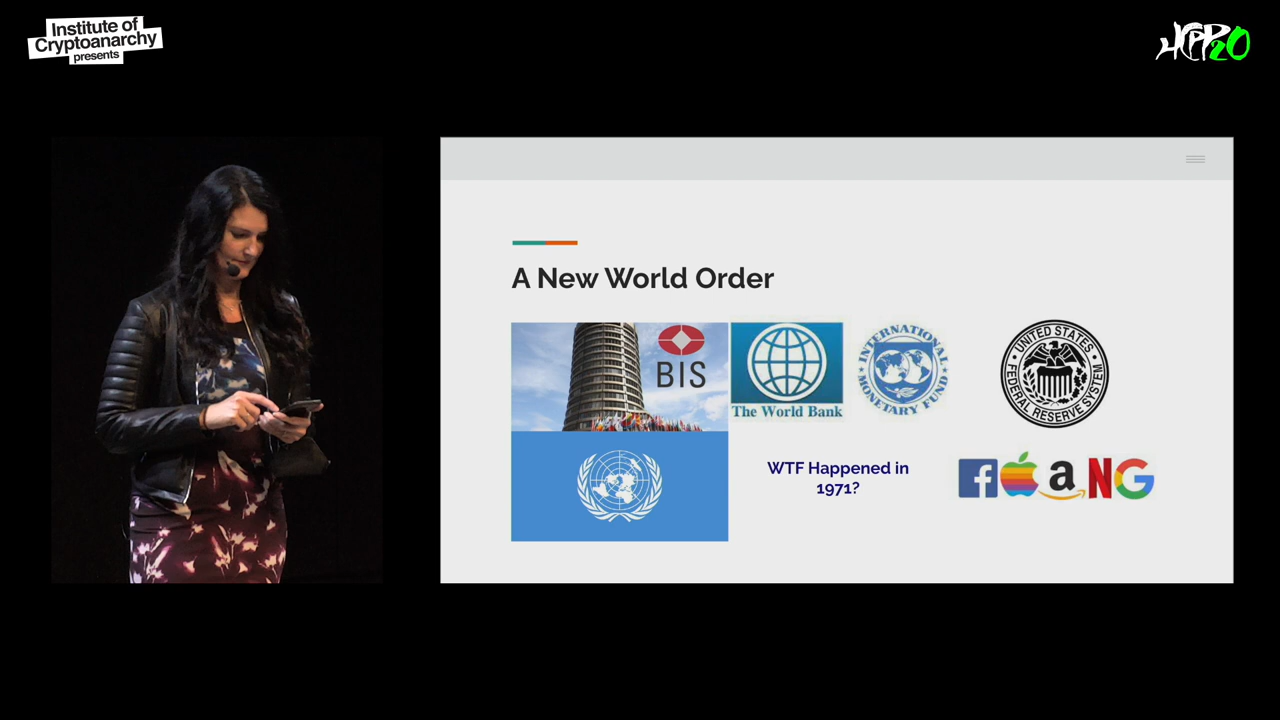 Institute of
Cryptoanarchy
presents
HCPP20
A New World Order
BIS
The World Bank
INTERNATIONAL
MONETARY FUND
UNITED STATES
FEDERAL RESERVE SYSTEM
WTF Happened in
1971?
f
a
N
G